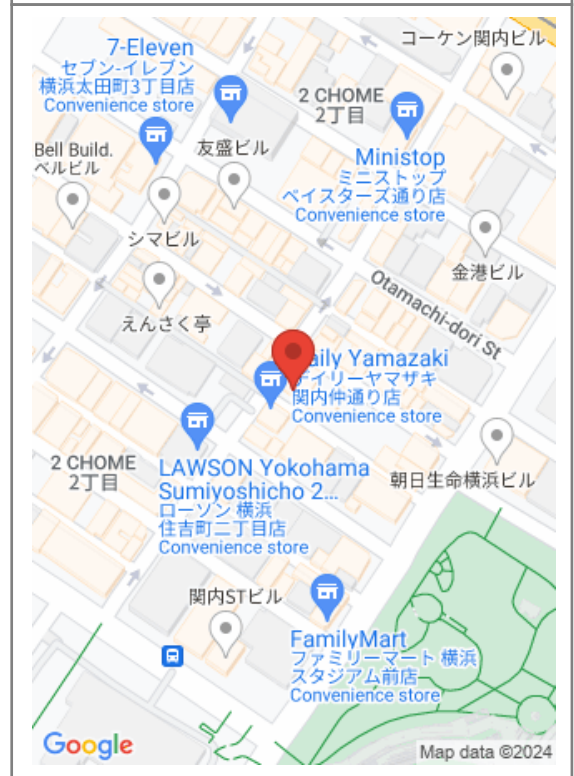 コーケン関内ビル
7-Eleven
セブン-イレブン
横浜太田町3丁目店
Convenience store
2 CHOME
2丁目
Bell Build.
ベルビル
友盛ビル
Ministop
ミニストップ
ベイスターズ通り店
Convenience store
シマビル
金港ビル
Otamachi-dori St
えんさく亭
aily Yamazaki
デイリーヤマザキ
関内仲通り店
Convenience store
2 CHOME
2丁目
LAWSON Yokohama
Sumiyoshicho 2...
ローソン 横浜
住吉町二丁目店
Convenience store
朝日生命横浜ビル
関内STビル
FamilyMart
ファミリーマート 横浜
スタジアム前店
Convenience store
Google
Map data ©2024